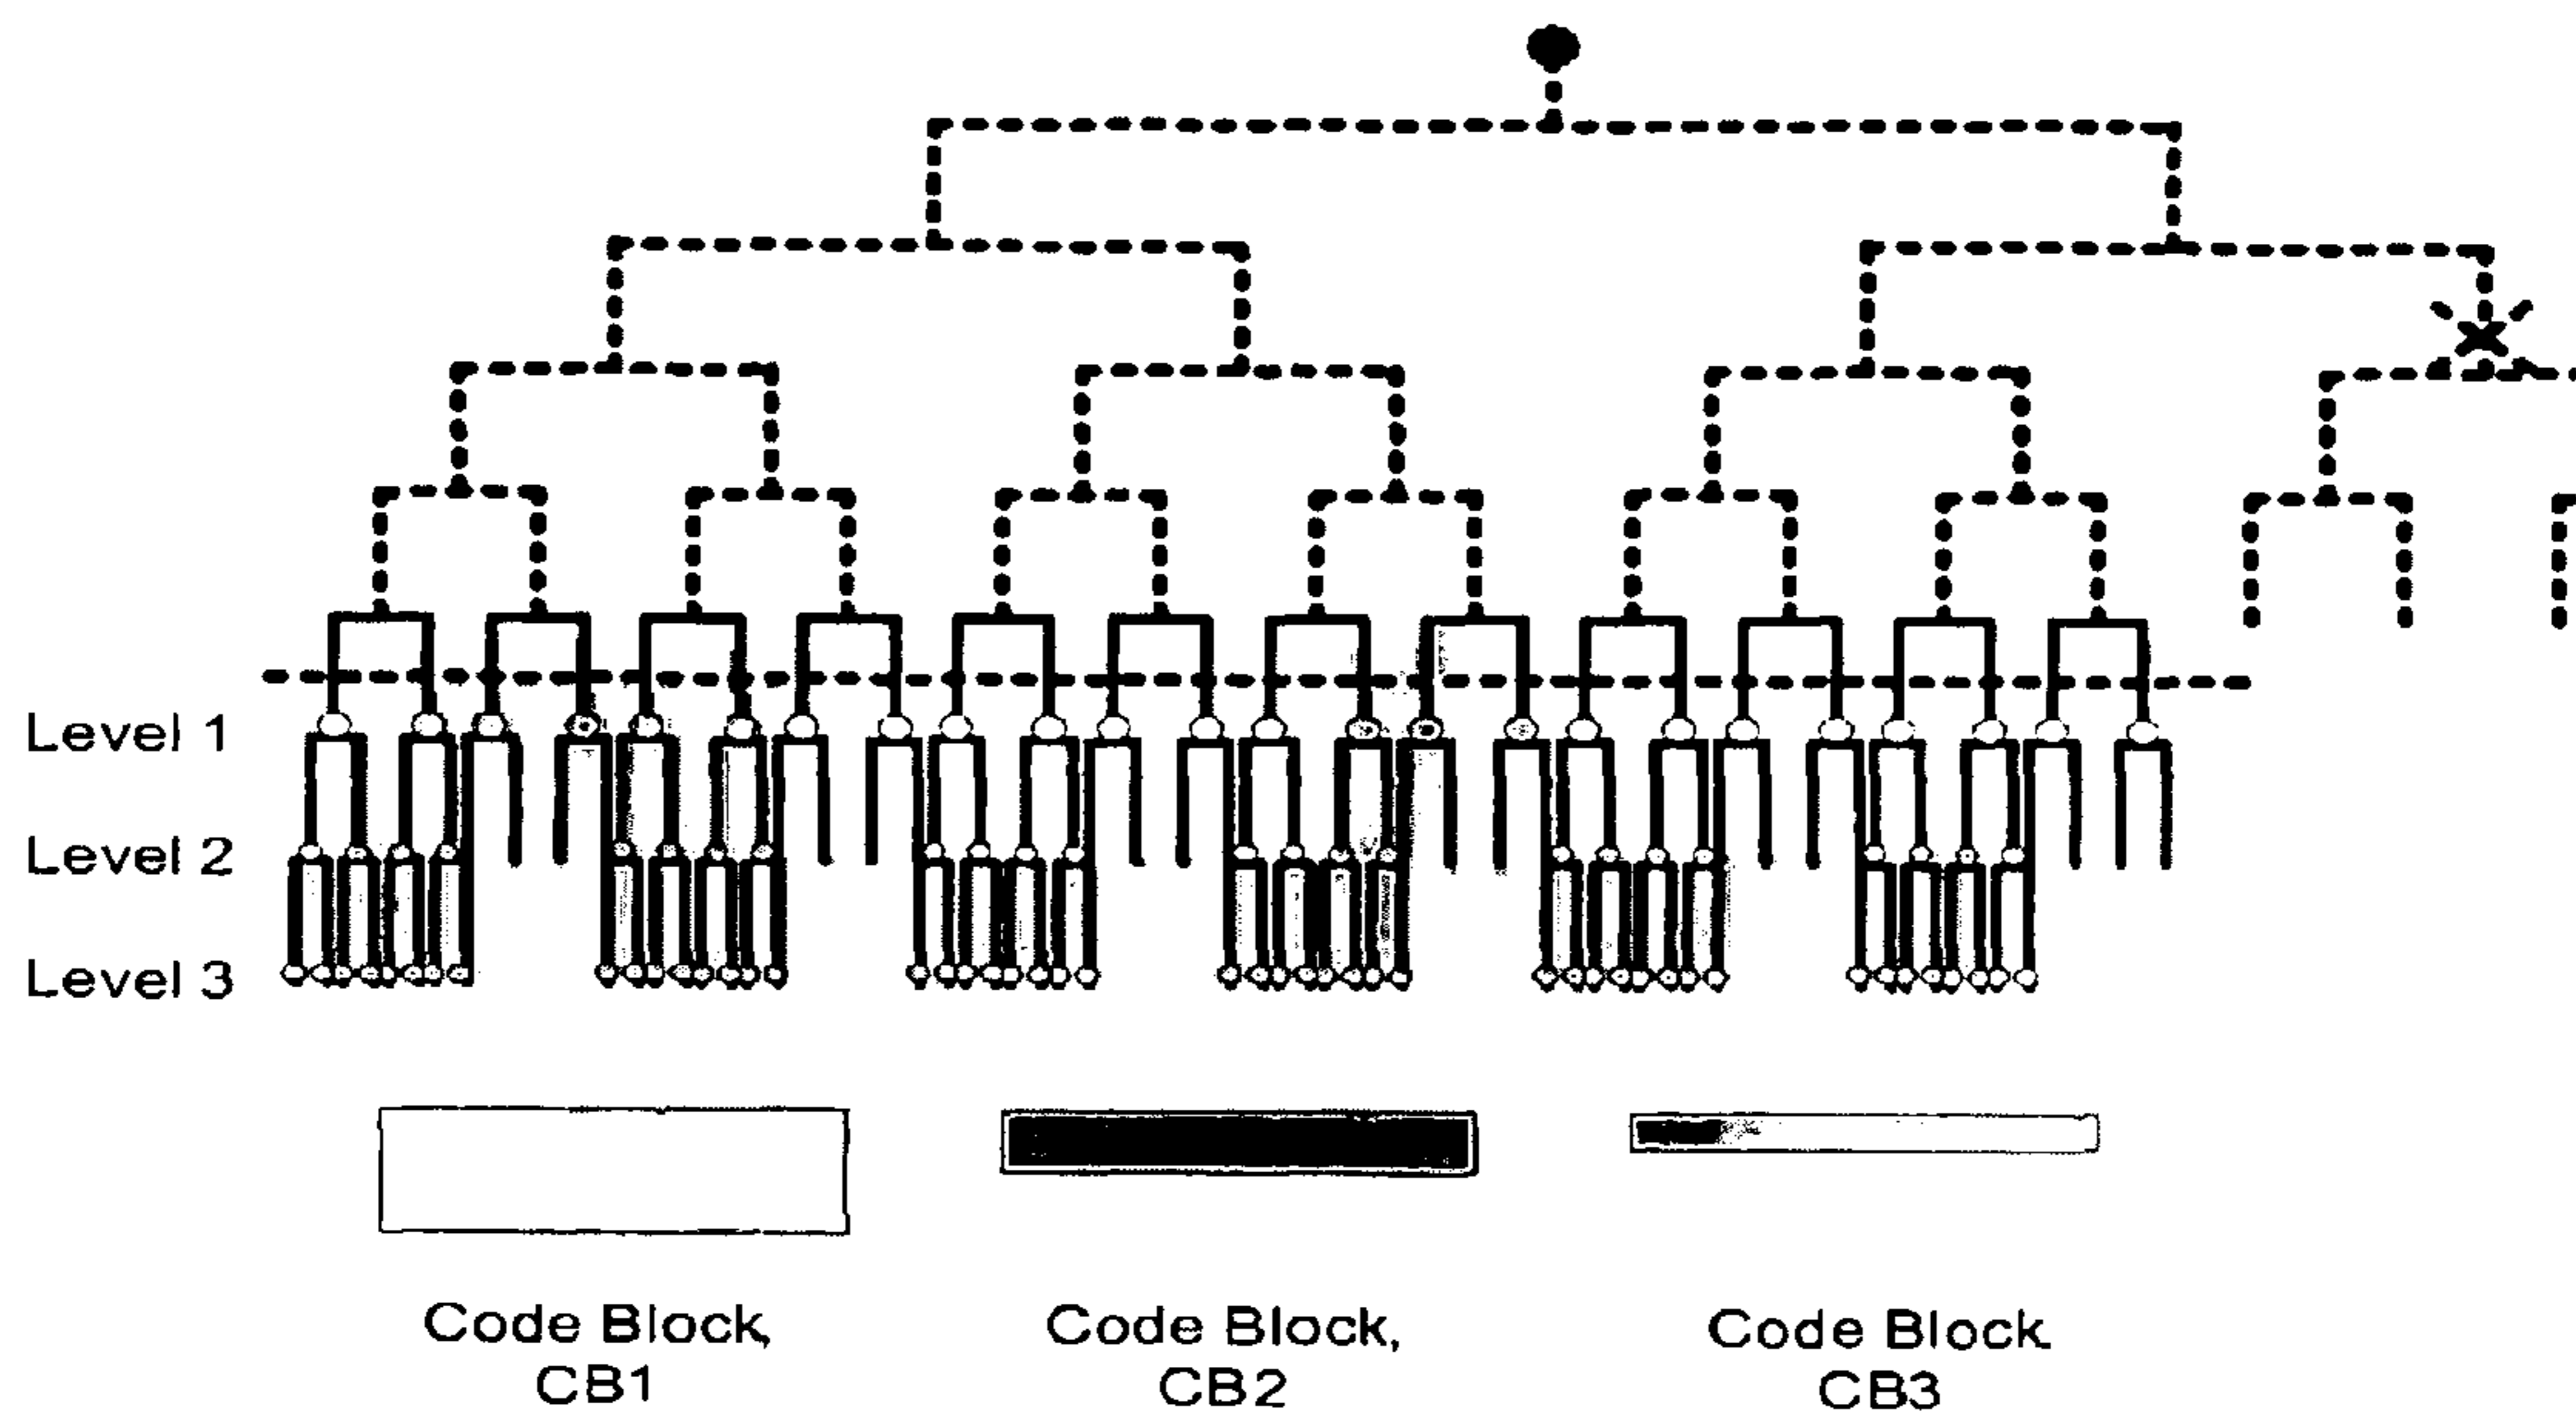 Level 1
Level 2
Level 3
Code Block,
CB1
Code Block,
CB2
Code Block
CB3